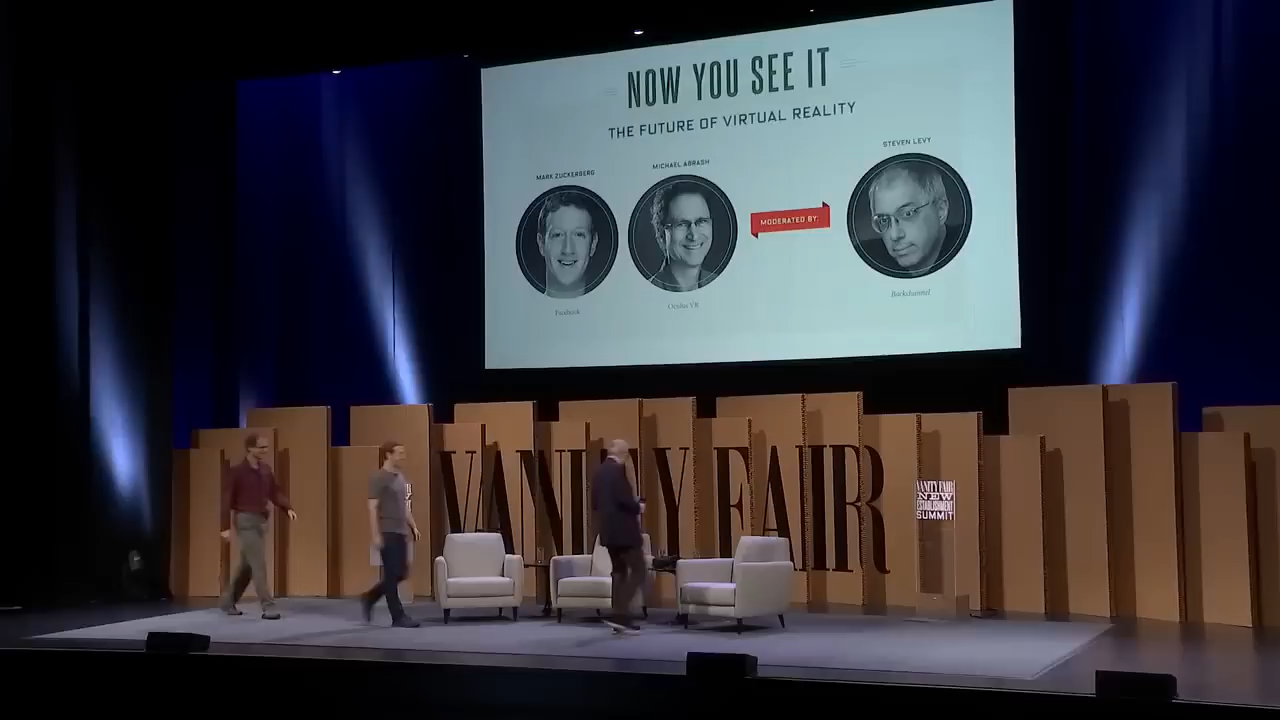 NOW YOU SEE IT
THE FUTURE OF VIRTUAL REALITY
MARK ZUCKERBERG
MICHAEL ABRASH
STEVEN LEVY
MODERATED BY:
Facebook
Oculus VR
Backchannel
VANITY FAIR
VANITY FAIR
NEW
ESTABLISHMENT
SUMMIT